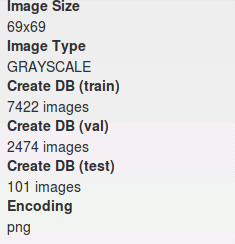 Image Size
69x69
Image Type
GRAYSCALE
Create DB (train)
7422 images
Create DB (val)
2474 images
Create DB (test)
101 images
Encoding
png